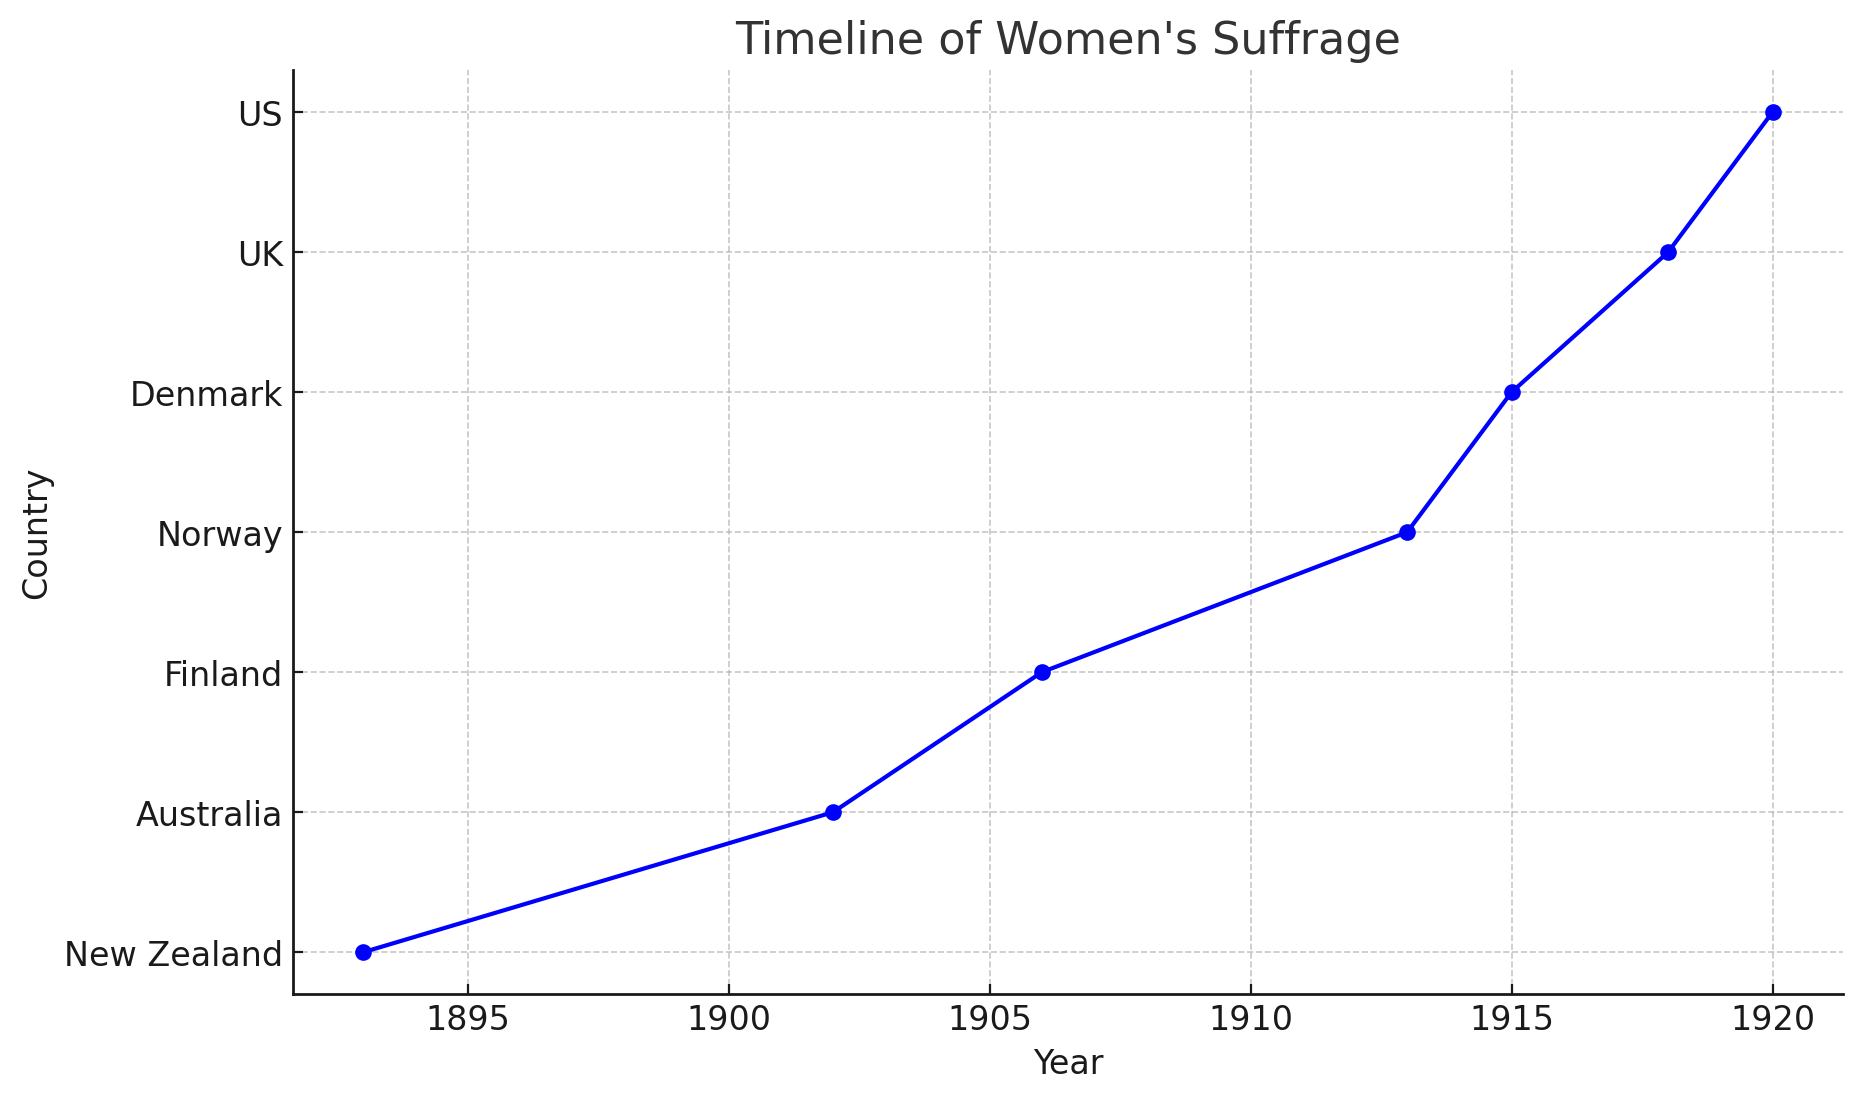 Timeline of Women's Suffrage
US
UK
Denmark
Norway
Finland
Australia
New Zealand
Country
1895 1900 1905 1910 1915 1920
Year